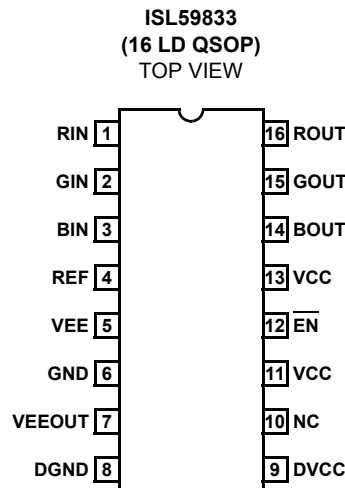 ISL59833
(16 LD QSOP)
TOP VIEW
RIN 1 16 ROUT
GIN 2 15 GOUT
BIN 3 14 BOUT
REF 4 13 VCC
VEE 5 12 E̅N̅
GND 6 11 VCC
VEEOUT 7 10 NC
DGND 8 9 DVCC